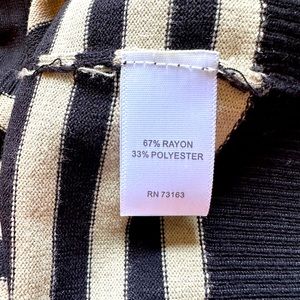 67% RAYON
33% POLYESTER
RN 73163